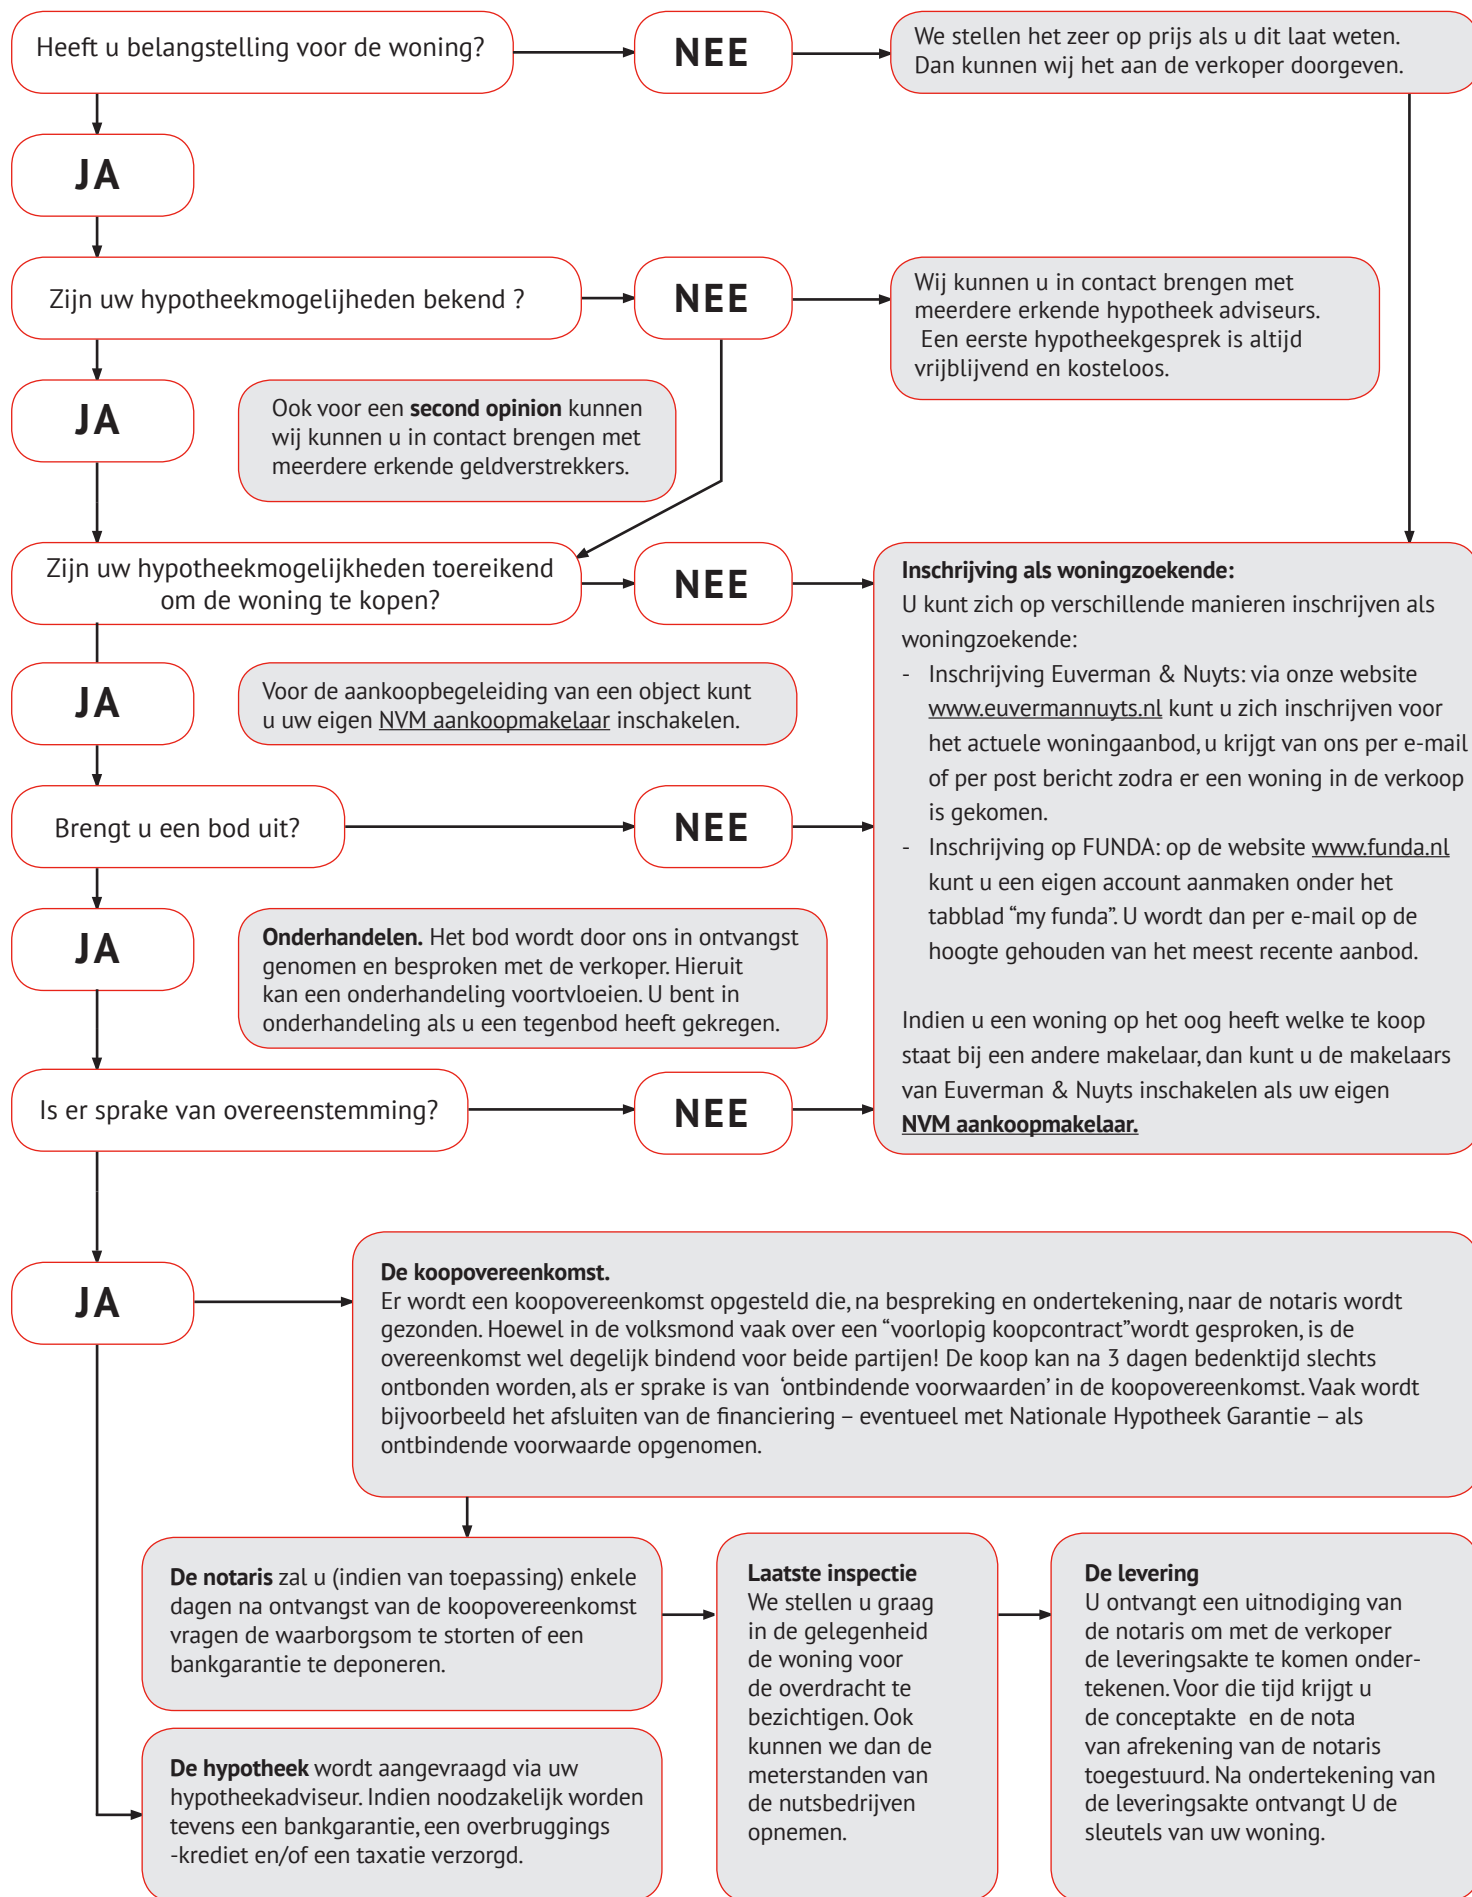 Heeft u belangstelling voor de woning?
NEE
We stellen het zeer op prijs als u dit laat weten.
Dan kunnen wij het aan de verkoper doorgeven.
JA
Zijn uw hypotheekmogelijheden bekend ?
NEE
Wij kunnen u in contact brengen met
meerdere erkende hypotheek adviseurs.
Een eerste hypotheekgesprek is altijd
vrijblijvend en kosteloos.
JA
Ook voor een second opinion kunnen
wij kunnen u in contact brengen met
meerdere erkende geldverstrekkers.
Zijn uw hypotheekmogelijkheden toereikend
om de woning te kopen?
NEE
Inschrijving als woningzoekende:
U kunt zich op verschillende manieren inschrijven als
woningzoekende:
- Inschrijving Euverman & Nuyts: via onze website
www.euvermannuyts.nl kunt u zich inschrijven voor
het actuele woningaanbod, u krijgt van ons per e-mail
of per post bericht zodra er een woning in de verkoop
is gekomen.
- Inschrijving op FUNDA: op de website www.funda.nl
kunt u een eigen account aanmaken onder het
tabblad “my funda”. U wordt dan per e-mail op de
hoogte gehouden van het meest recente aanbod.
Indien u een woning op het oog heeft welke te koop
staat bij een andere makelaar, dan kunt u de makelaars
van Euverman & Nuyts inschakelen als uw eigen
NVM aankoopmakelaar.
JA
Voor de aankoopbegeleiding van een object kunt
u uw eigen NVM aankoopmakelaar inschakelen.
Brengt u een bod uit?
NEE
JA
Onderhandelen. Het bod wordt door ons in ontvangst
genomen en besproken met de verkoper. Hieruit
kan een onderhandeling voortvloeien. U bent in
onderhandeling als u een tegenbod heeft gekregen.
Is er sprake van overeenstemming?
NEE
JA
De koopovereenkomst.
Er wordt een koopovereenkomst opgesteld die, na bespreking en ondertekening, naar de notaris wordt
gezonden. Hoewel in de volksmond vaak over een “voorlopig koopcontract”wordt gesproken, is de
overeenkomst wel degelijk bindend voor beide partijen! De koop kan na 3 dagen bedenktijd slechts
ontbonden worden, als er sprake is van ‘ontbindende voorwaarden’ in de koopovereenkomst. Vaak wordt
bijvoorbeeld het afsluiten van de financiering – eventueel met Nationale Hypotheek Garantie – als
ontbindende voorwaarde opgenomen.
De notaris zal u (indien van toepassing) enkele
dagen na ontvangst van de koopovereenkomst
vragen de waarborgsom te storten of een
bankgarantie te deponeren.
De hypotheek wordt aangevraagd via uw
hypotheekadviseur. Indien noodzakelijk worden
tevens een bankgarantie, een overbruggings
-krediet en/of een taxatie verzorgd.
Laatste inspectie
We stellen u graag
in de gelegenheid
de woning voor
de overdracht te
bezichtigen. Ook
kunnen we dan de
meterstanden van
de nutsbedrijven
opnemen.
De levering
U ontvangt een uitnodiging van
de notaris om met de verkoper
de leveringsakte te komen onder-
tekenen. Voor die tijd krijgt u
de conceptakte en de nota
van afrekening van de notaris
toegestuurd. Na ondertekening van
de leveringsakte ontvangt U de
sleutels van uw woning.